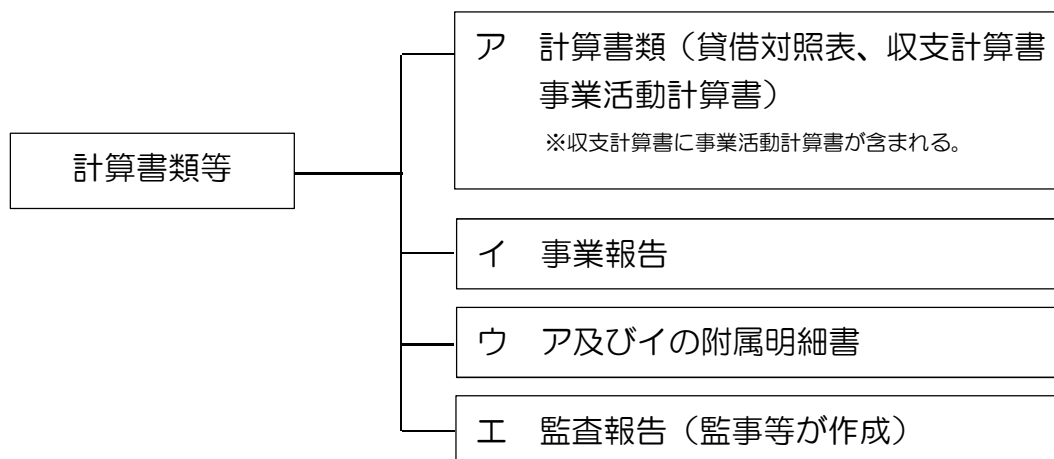 計算書類等
ア 計算書類（貸借対照表、収支計算書
事業活動計算書）
※収支計算書に事業活動計算書が含まれる。
イ 事業報告
ウ ア及びイの附属明細書
エ 監査報告（監事等が作成）